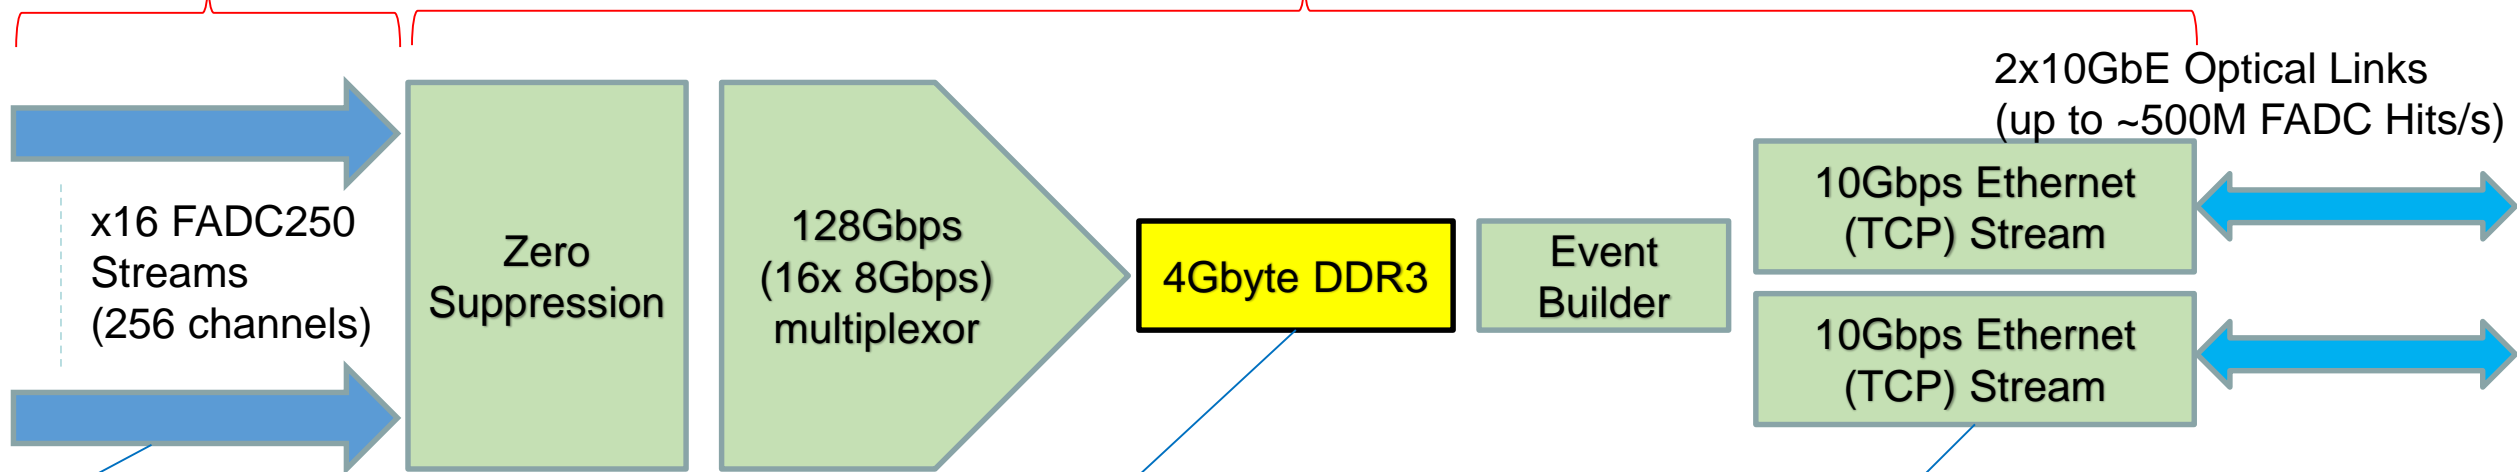 x16 FADC250
Streams
(256 channels)
Zero
Suppression
128Gbps
(16x 8Gbps)
multiplexor
4Gbyte DDR3
Event
Builder
2x10GbE Optical Links
(up to ~500M FADC Hits/s)
10Gbps Ethernet
(TCP) Stream
10Gbps Ethernet
(TCP) Stream